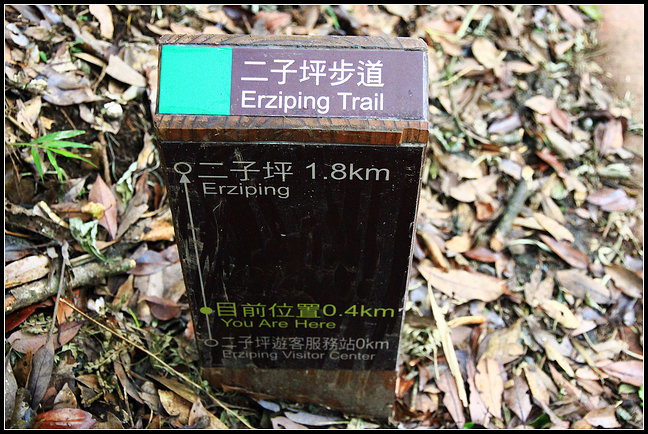 二子坪步道
Erziping Trail
二子坪 1.8km
Erziping
目前位置0.4km
You Are Here
二子坪遊客服務站0km
Erziping Visitor Center